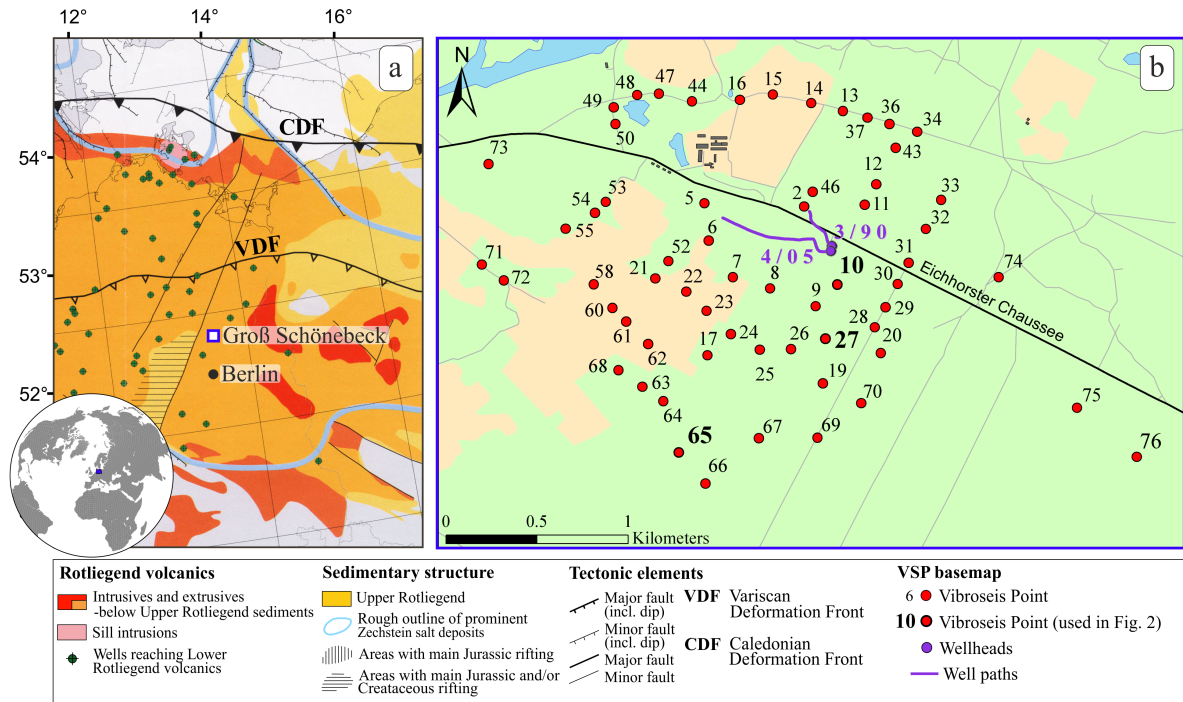 12°
14°
16°
a
CDF
54°
VDF
53°
Groß Schönebeck
Berlin
52°
N
b
48
47
44
16
15
14
13
36
49
50
37
34
43
73
12
53
54
55
5
2
46
11
33
32
6
3/90
4/05
10
31
Eichhorster Chaussee
74
71
72
52
21
22
7
8
9
30
58
60
61
23
29
28
20
62
17
24
25
26
27
68
63
64
19
70
75
65
67
69
76
66
0
0.5
1
Kilometers
Rotliegend volcanics
Intrusives and extrusives
-below Upper Rotliegend sediments
Sill intrusions
Wells reaching Lower
Rotliegend volcanics
Sedimentary structure
Upper Rotliegend
Rough outline of prominent
Zechstein salt deposits
Areas with main Jurassic rifting
Areas with main Jurassic and/or
Creataceous rifting
Tectonic elements
Major fault
(incl. dip)
Minor fault
(incl. dip)
Major fault
Minor fault
VDF Variscan
Deformation Front
CDF Caledonian
Deformation Front
VSP basemap
6 Vibroseis Point
10 Vibroseis Point (used in Fig. 2)
Wellheads
Well paths